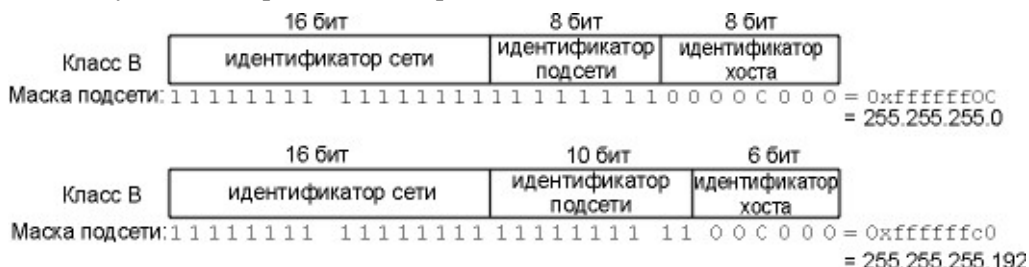 16 бит 8 бит 8 бит
Класс B идентификатор сети идентификатор подсети идентификатор хоста
Маска подсети: 1 1 1 1 1 1 1 1 1 1 1 1 1 1 1 1 1 1 1 1 1 1 1 1 0 0 0 0 C 0 0 0 = 0xffffff0C
= 255.255.255.0
16 бит 10 бит 6 бит
Класс B идентификатор сети идентификатор подсети идентификатор хоста
Маска подсети: 1 1 1 1 1 1 1 1 1 1 1 1 1 1 1 1 1 1 1 1 1 1 1 1 1 1 0 0 C 0 0 0 = 0xffffffc0
= 255.255.255.192